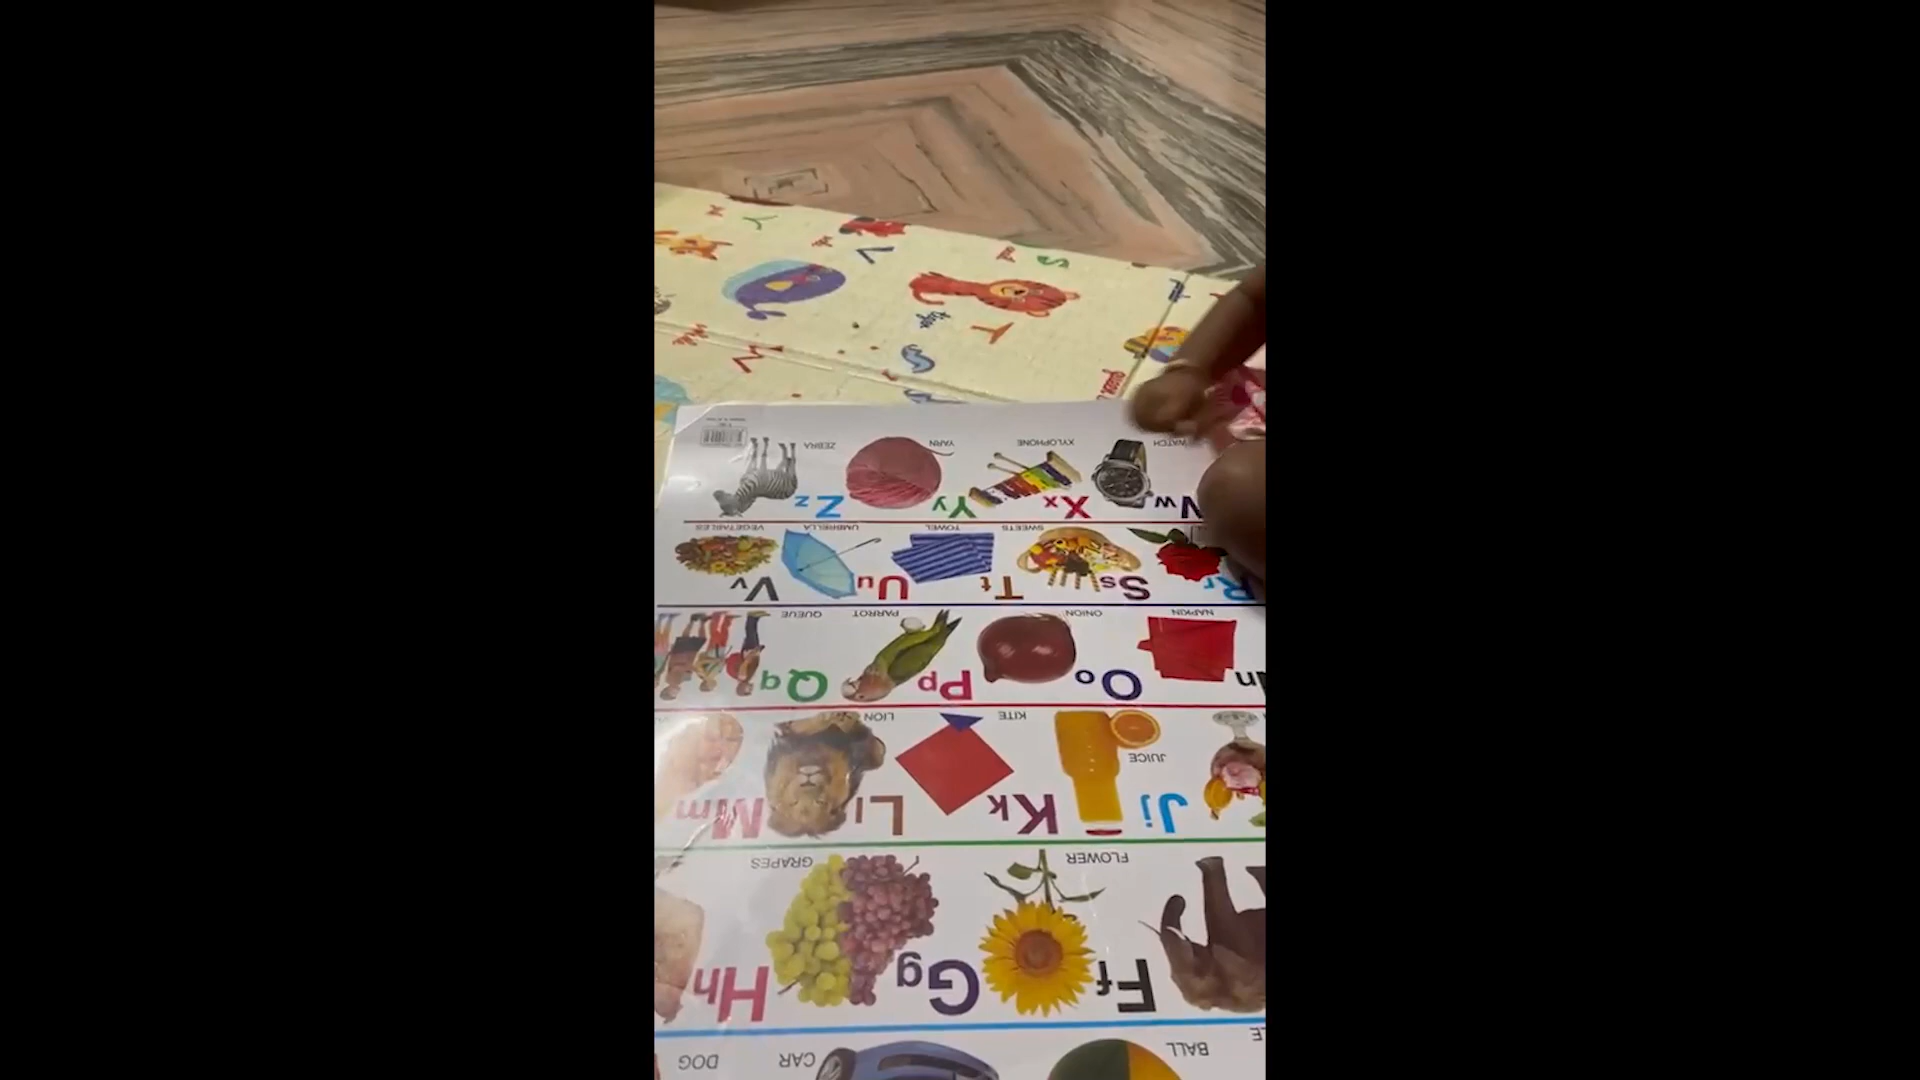 BALL
CAR
DOG
Ff
FLOWER
Gg
GRAPES
Hh
Jj
JUICE
Kk
KITE
Ll
LION
Mm
NAPKIN
Oo
ONION
Pp
PARROT
Qq
QUEUE
Rr
Ss
SWEETS
Tt
TOWEL
Uu
UMBRELLA
Vv
VEGETABLES
Ww
WATCH
Xx
XYLOPHONE
Yy
YARN
Zz
ZEBRA
T
tiger
S
V
W
Y